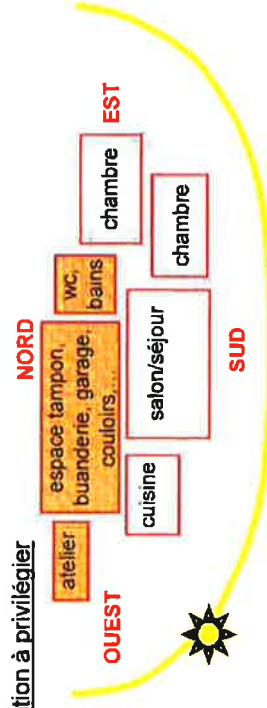 tion à privilégier
NORD
atelier
espace tampon,
buanderie, garage,
couloirs,...
wc,
bains
OUEST
EST
cuisine
salon/séjour
chambre
chambre
SUD